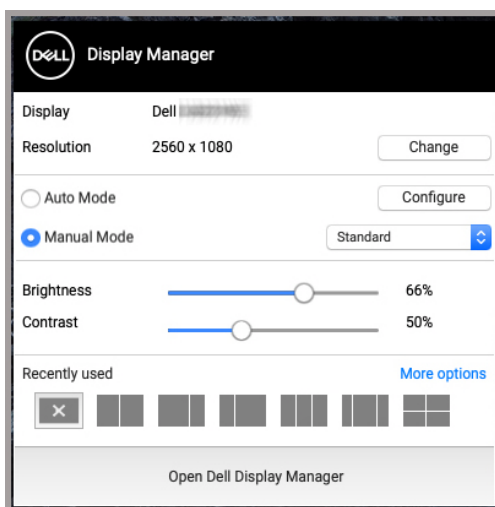 DELL Display Manager
Display Dell
Resolution 2560 x 1080 Change
Auto Mode Configure
Manual Mode Standard
Brightness 66%
Contrast 50%
Recently used More options
Open Dell Display Manager